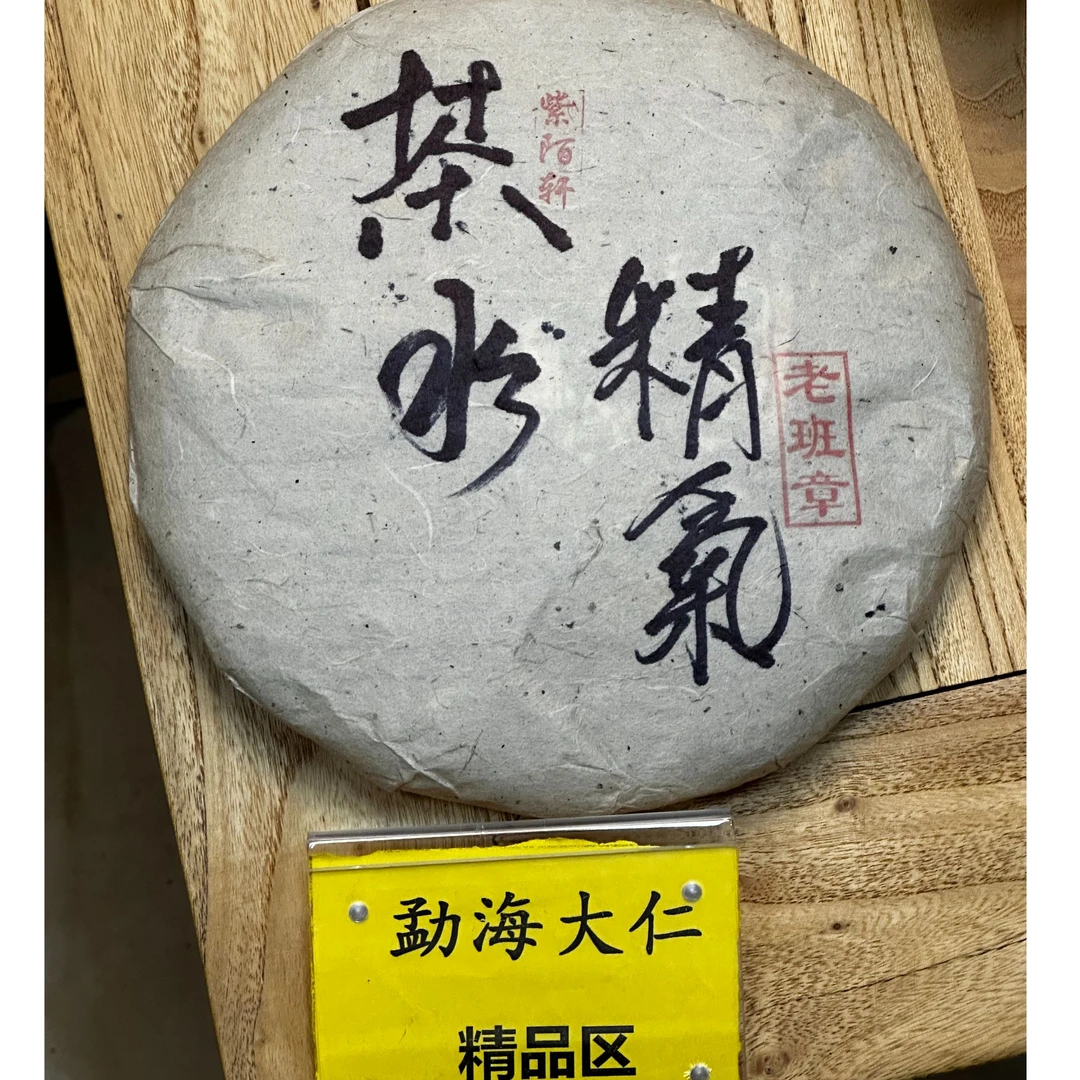 精氣
茶水
紫陌轩
老班章
勐海大仁
精品区